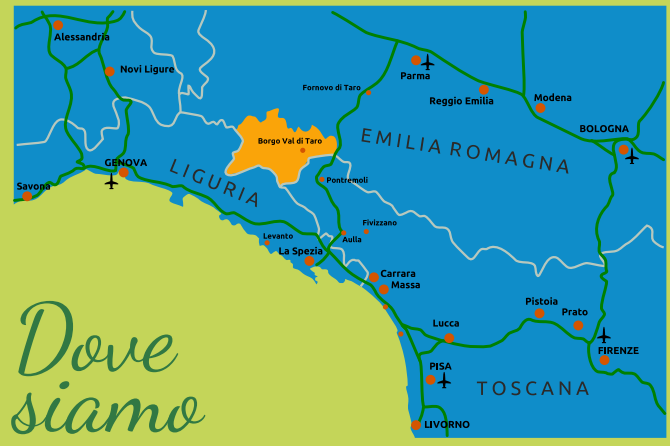 Alessandria
Novi Ligure
Fornovo di Taro
Parma
Reggio Emilia
Modena
BOLOGNA
Borgo Val di Taro
EMILIA ROMAGNA
GENOVA
LIGURIA
Pontremoli
Savona
Fivizzano
Levanto
Aulla
La Spezia
Carrara
Massa
Pistoia
Prato
Lucca
FIRENZE
PISA
TOSCANA
LIVORNO
Dove
siamo